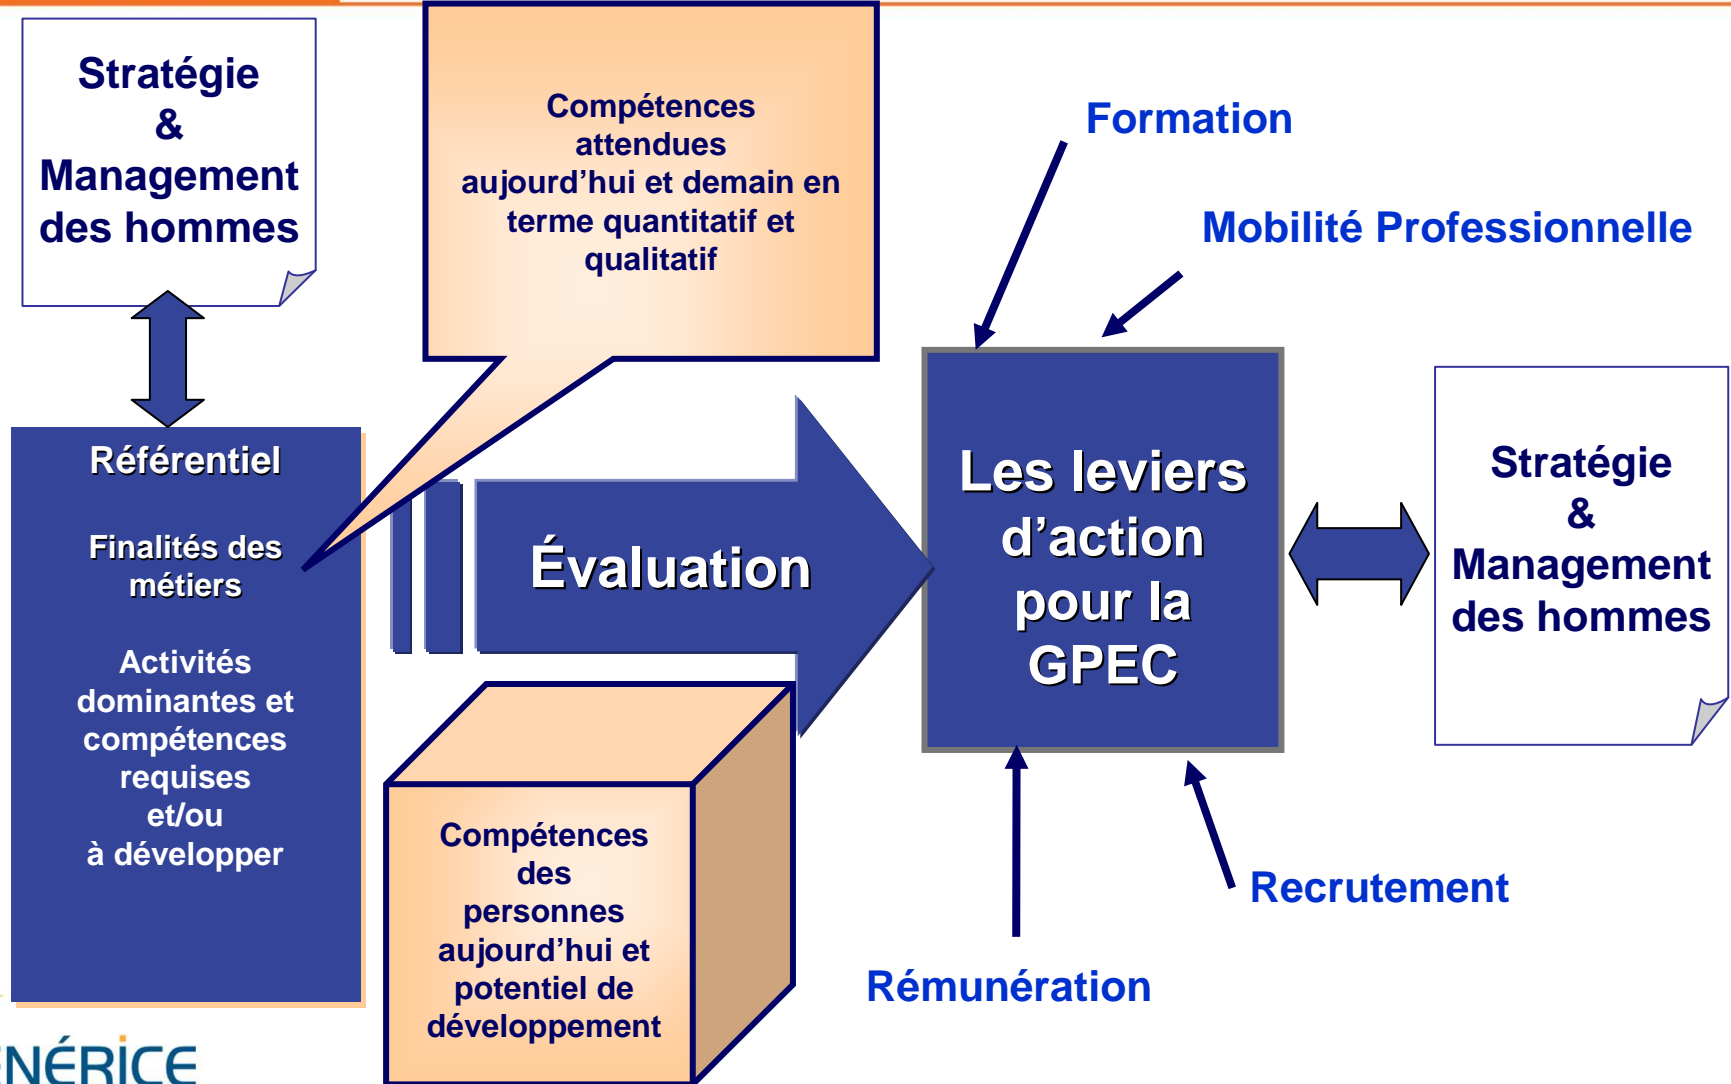 Stratégie
&
Management
des hommes
Compétences
attendues
aujourd’hui et demain en
terme quantitatif et
qualitatif
Formation
Mobilité Professionnelle
Référentiel
Finalités des
métiers
Activités
dominantes et
compétences
requises
et/ou
à développer
Évaluation
Compétences
des
personnes
aujourd’hui et
potentiel de
développement
Les leviers
d’action
pour la
GPEC
Stratégie
&
Management
des hommes
Recrutement
Rémunération
NÉRICE